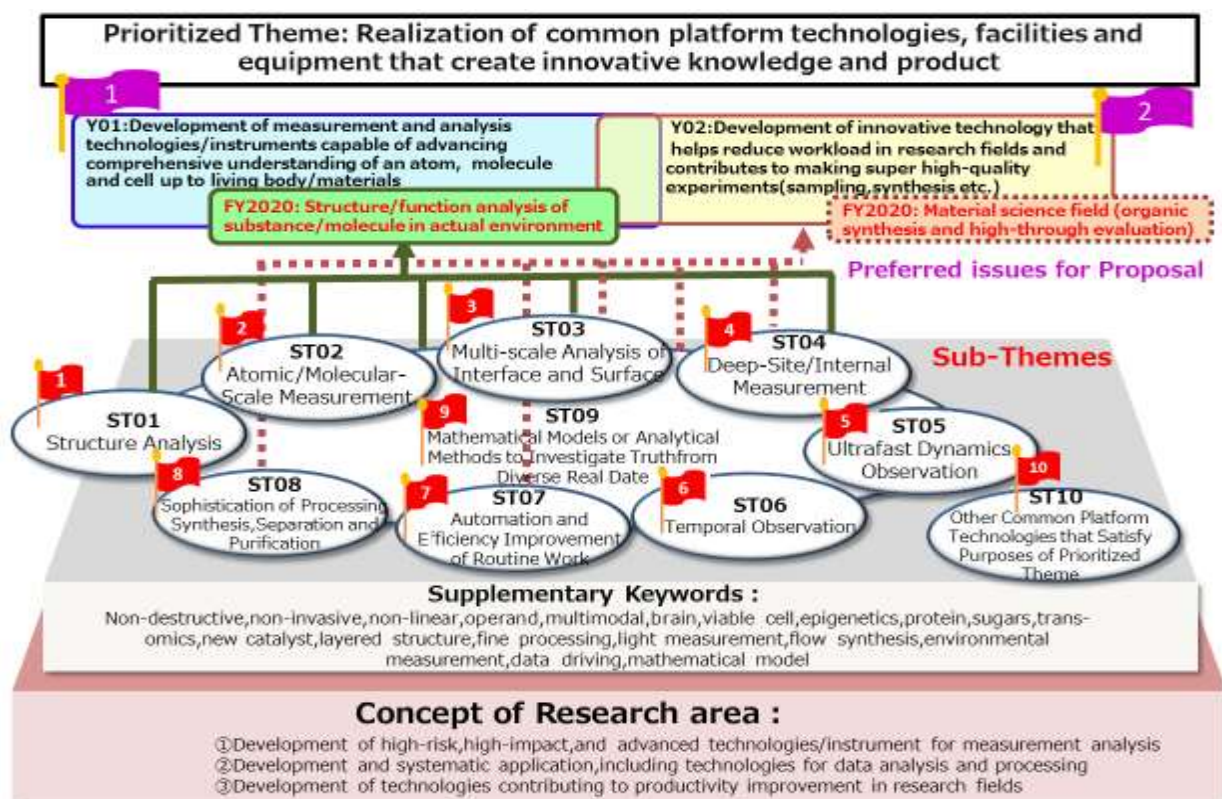 Prioritized Theme: Realization of common platform technologies, facilities and
equipment that create innovative knowledge and product
1
2
Y01:Development of measurement and analysis
technologies/instruments capable of advancing
comprehensive understanding of an atom, molecule
and cell up to living body/materials
Y02:Development of innovative technology that
helps reduce workload in research fields and
contributes to making super high-quality
experiments(sampling,synthesis etc.)
FY2020: Structure/function analysis of
substance/molecule in actual environment
FY2020: Material science field (organic
synthesis and high-through evaluation)
Preferred issues for Proposal
Sub-Themes
1
ST01
Structure Analysis
2
ST02
Atomic/Molecular-
Scale Measurement
3
ST03
Multi-scale Analysis of
Interface and Surface
4
ST04
Deep-Site/Internal
Measurement
5
ST05
Ultrafast Dynamics
Observation
9
ST09
Mathematical Models or Analytical
Methods to Investigate Truthfrom
Diverse Real Date
8
ST08
Sophistication of Processing
Synthesis,Separation and
Purification
7
ST07
Automation and
Efficiency Improvement
of Routine Work
6
ST06
Temporal Observation
10
ST10
Other Common Platform
Technologies that Satisfy
Purposes of Prioritized
Theme
Supplementary Keywords :
Non-destructive,non-invasive,non-linear,operand,multimodal,brain,viable cell,epigenetics,protein,sugars,trans-
omics,new catalyst,layered structure,fine processing,light measurement,flow synthesis,environmental
measurement,data driving,mathematical model
Concept of Research area :
①Development of high-risk,high-impact,and advanced technologies/instrument for measurement analysis
②Development and systematic application,including technologies for data analysis and processing
③Development of technologies contributing to productivity improvement in research fields